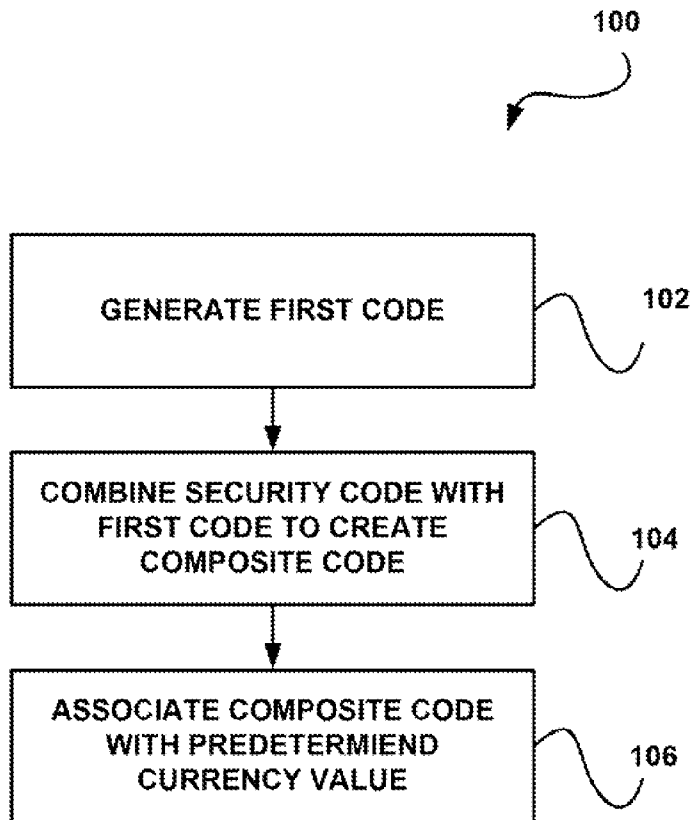 100
GENERATE FIRST CODE
102
COMBINE SECURITY CODE WITH
FIRST CODE TO CREATE
COMPOSITE CODE
104
ASSOCIATE COMPOSITE CODE
WITH PREDETERMIEND
CURRENCY VALUE
106